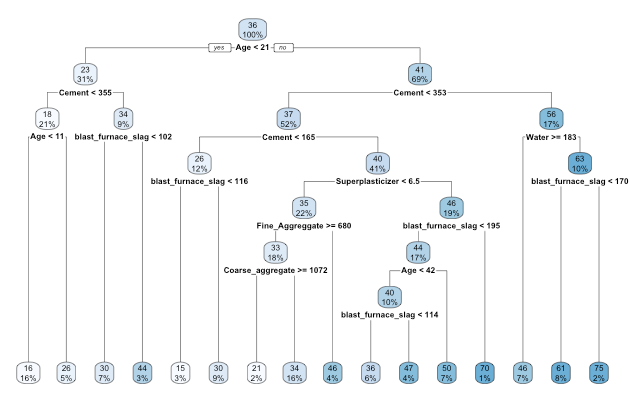 36
100%
yes Age < 21 no
23
31%
41
69%
Cement < 355
Cement < 353
18
21%
34
9%
37
52%
56
17%
Age < 11 blast_furnace_slag < 102
Cement < 165
Water >= 183
26
12%
40
41%
63
10%
blast_furnace_slag < 116
Superplasticizer < 6.5
blast_furnace_slag < 170
35
22%
46
19%
Fine_Aggreggate >= 680
blast_furnace_slag < 195
33
18%
44
17%
Coarse_aggregate >= 1072
Age < 42
40
10%
blast_furnace_slag < 114
16 26 30 44 15 30 21 34 46 36 47 50 70 46 61 75
16% 5% 7% 3% 3% 9% 2% 16% 4% 6% 4% 7% 1% 7% 8% 2%